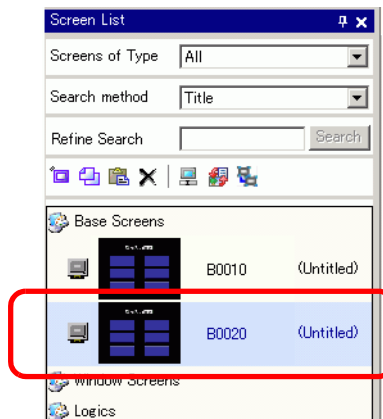 Screen List
Screens of Type All
Search method Title
Refine Search Search
Base Screens
B0010 (Untitled)
B0020 (Untitled)
Window Screens
Logics